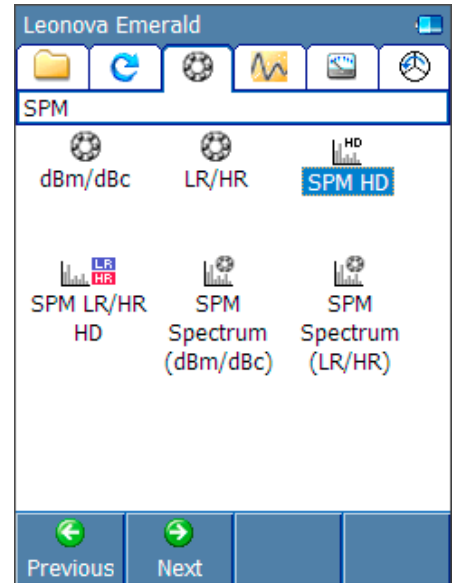 Leonova Emerald
SPM
dBm/dBc LR/HR HD SPM HD
LR HR
SPM LR/HR HD
SPM Spectrum (dBm/dBc)
SPM Spectrum (LR/HR)
Previous Next